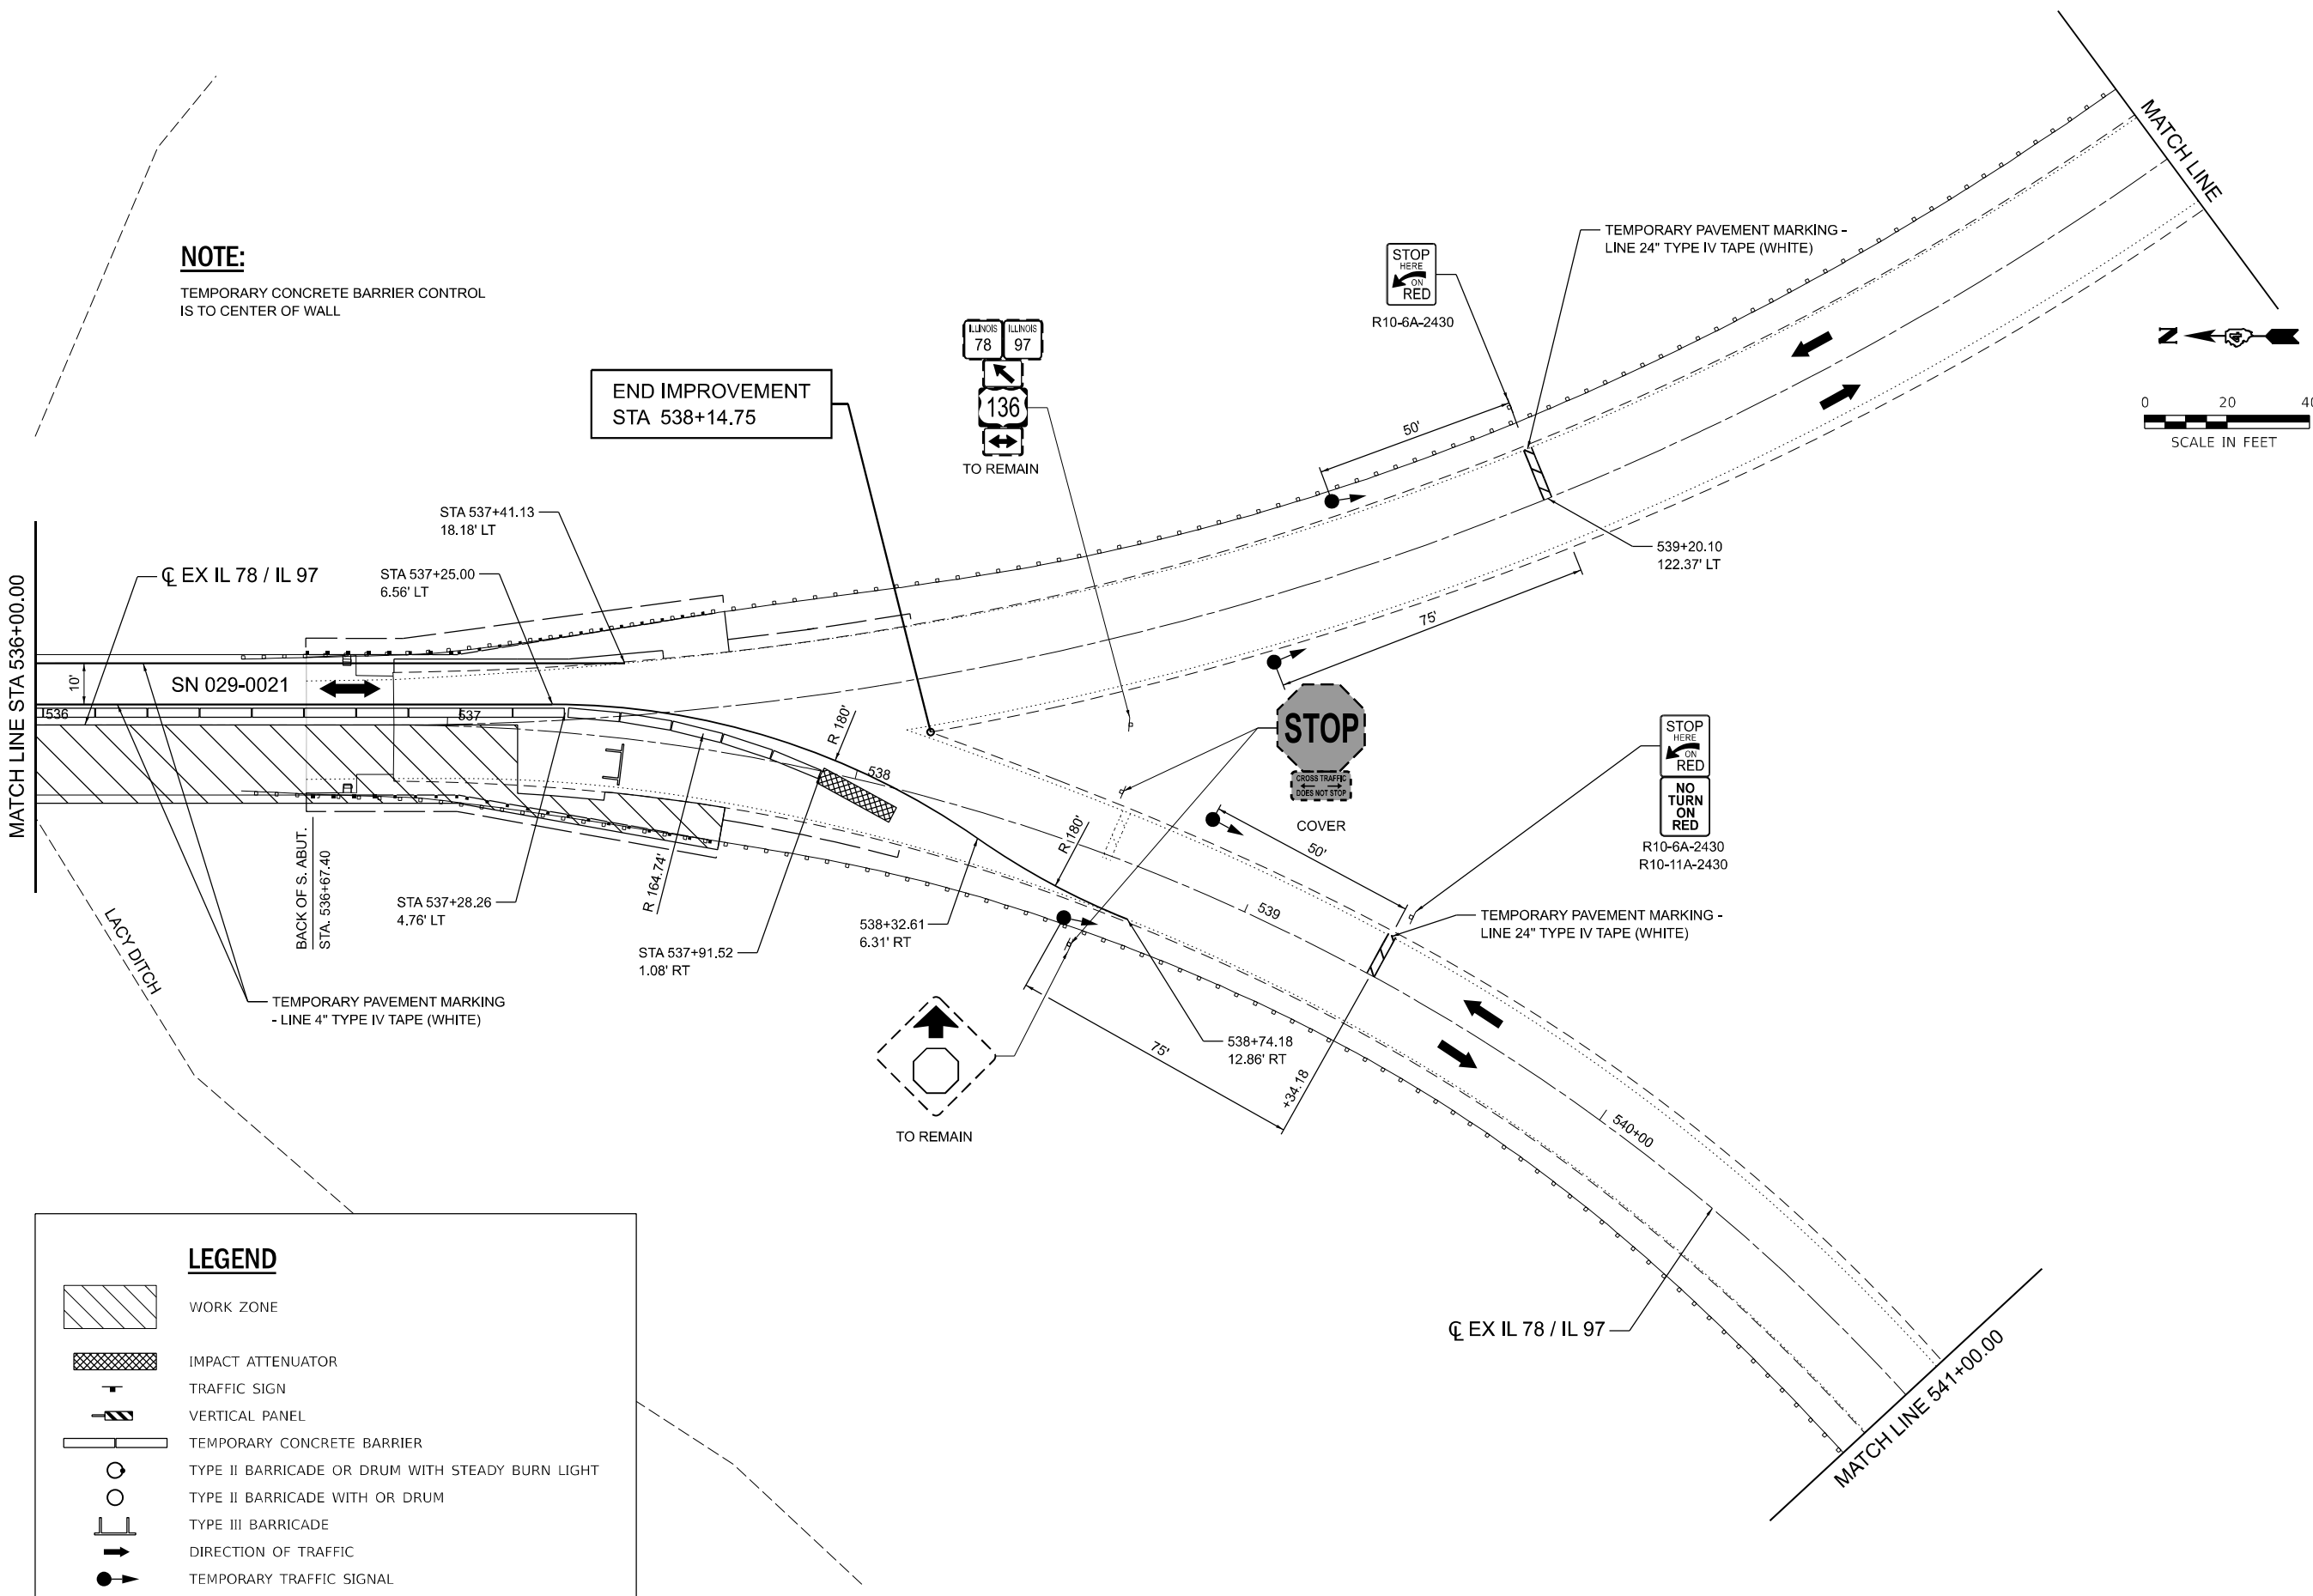 NOTE:
TEMPORARY CONCRETE BARRIER CONTROL
IS TO CENTER OF WALL
END IMPROVEMENT
STA 538+14.75
ILLINOIS
78
ILLINOIS
97
136
TO REMAIN
STOP
HERE
ON
RED
R10-6A-2430
TEMPORARY PAVEMENT MARKING -
LINE 24" TYPE IV TAPE (WHITE)
MATCH LINE
N
0 20 40
SCALE IN FEET
50'
539+20.10
122.37' LT
75'
STA 537+41.13
18.18' LT
STA 537+25.00
6.56' LT
℄ EX IL 78 / IL 97
MATCH LINE STA 536+00.00
10'
SN 029-0021
536
537
538
R 180'
R 164.74'
R 180'
BACK OF S. ABUT.
STA. 536+67.40
STA 537+28.26
4.76' LT
STA 537+91.52
1.08' RT
538+32.61
6.31' RT
LACY DITCH
TEMPORARY PAVEMENT MARKING
- LINE 4" TYPE IV TAPE (WHITE)
STOP
CROSS TRAFFIC
DOES NOT STOP
COVER
50'
539
STOP
HERE
ON
RED
NO
TURN
ON
RED
R10-6A-2430
R10-11A-2430
TEMPORARY PAVEMENT MARKING -
LINE 24" TYPE IV TAPE (WHITE)
538+74.18
12.86' RT
75'
+34.18
TO REMAIN
540+00
℄ EX IL 78 / IL 97
MATCH LINE 541+00.00
LEGEND
WORK ZONE
IMPACT ATTENUATOR
TRAFFIC SIGN
VERTICAL PANEL
TEMPORARY CONCRETE BARRIER
TYPE II BARRICADE OR DRUM WITH STEADY BURN LIGHT
TYPE II BARRICADE WITH OR DRUM
TYPE III BARRICADE
DIRECTION OF TRAFFIC
TEMPORARY TRAFFIC SIGNAL